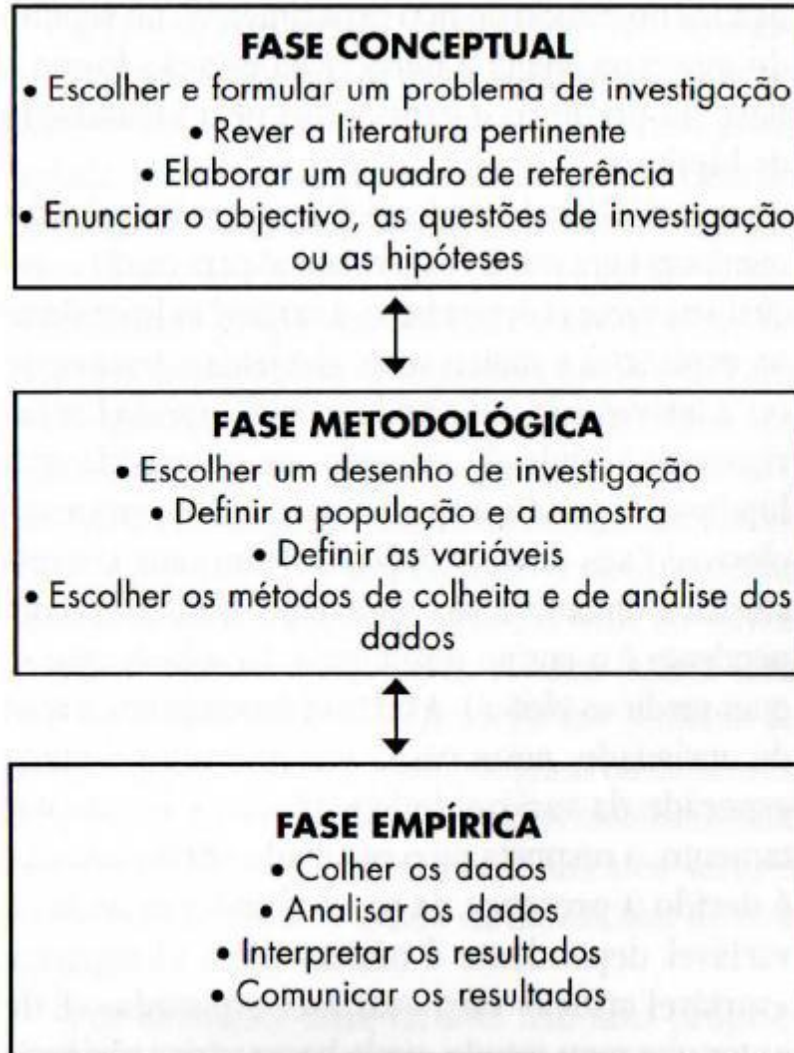 FASE CONCEPTUAL
• Escolher e formular um problema de investigação
• Rever a literatura pertinente
• Elaborar um quadro de referência
• Enunciar o objectivo, as questões de investigação
ou as hipóteses
FASE METODOLÓGICA
• Escolher um desenho de investigação
• Definir a população e a amostra
• Definir as variáveis
• Escolher os métodos de colheita e de análise dos
dados
FASE EMPÍRICA
• Colher os dados
• Analisar os dados
• Interpretar os resultados
• Comunicar os resultados